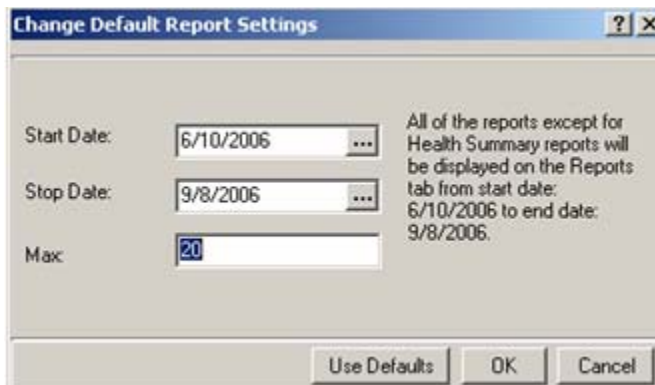 Change Default Report Settings
? X
Start Date:
6/10/2006 ...
Stop Date:
9/8/2006 ...
Max:
20
All of the reports except for
Health Summary reports will
be displayed on the Reports
tab from start date:
6/10/2006 to end date:
9/8/2006.
Use Defaults OK Cancel